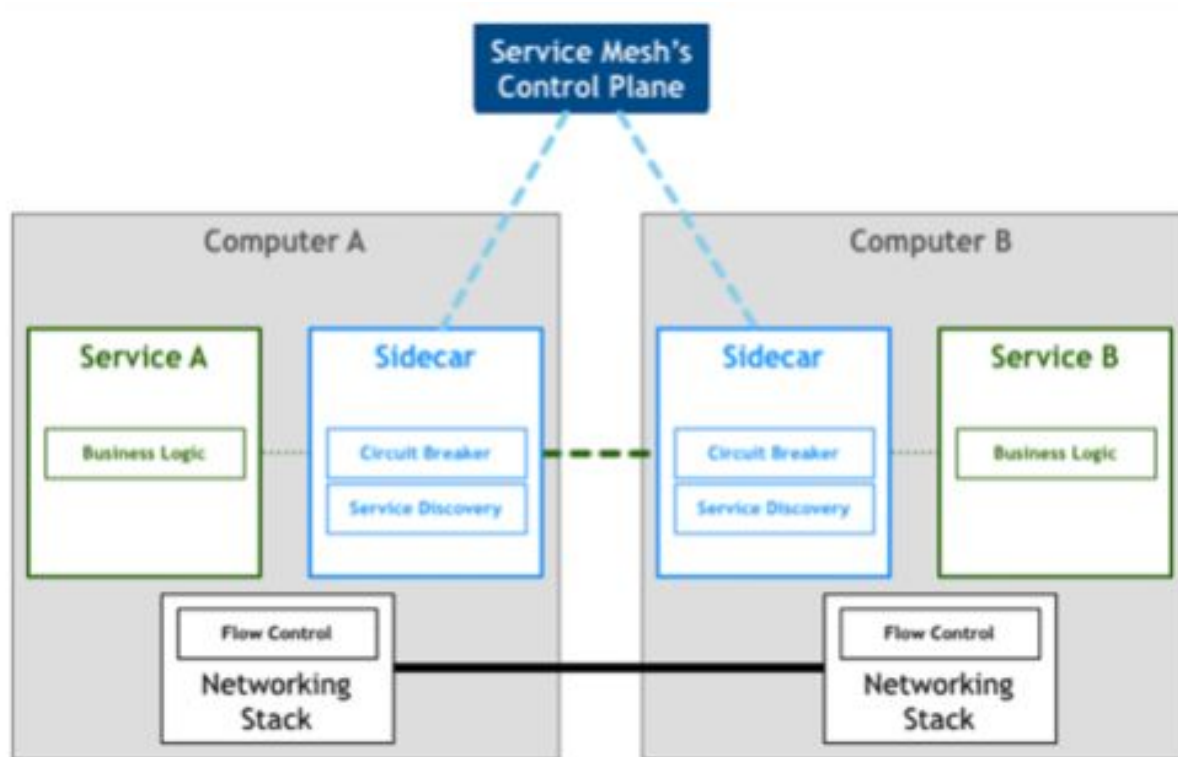 Service Mesh's
Control Plane
Computer A
Computer B
Service A
Sidecar
Sidecar
Service B
Business Logic
Circuit Breaker
Circuit Breaker
Business Logic
Service Discovery
Service Discovery
Flow Control
Flow Control
Networking
Stack
Networking
Stack